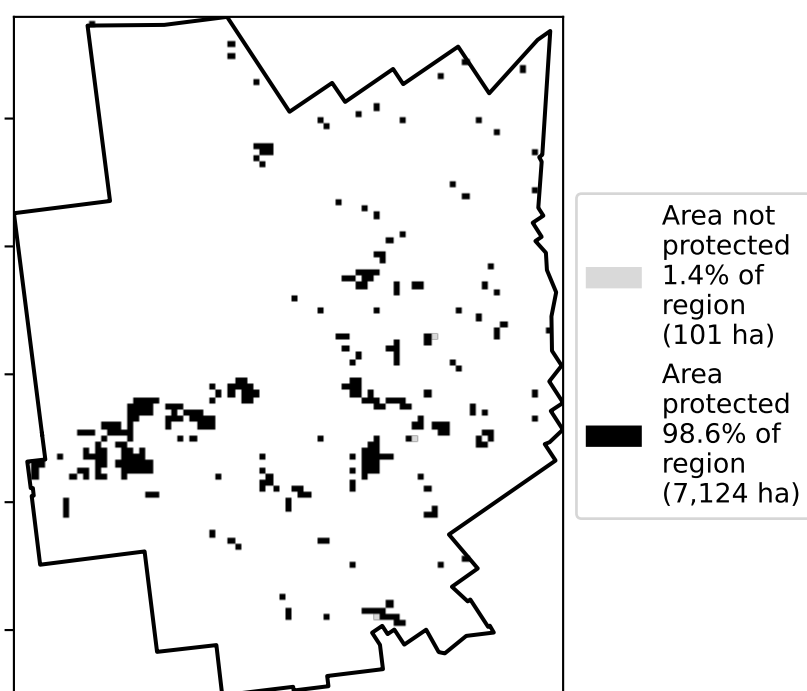 Area not
protected
1.4% of
region
(101 ha)
Area
protected
98.6% of
region
(7,124 ha)